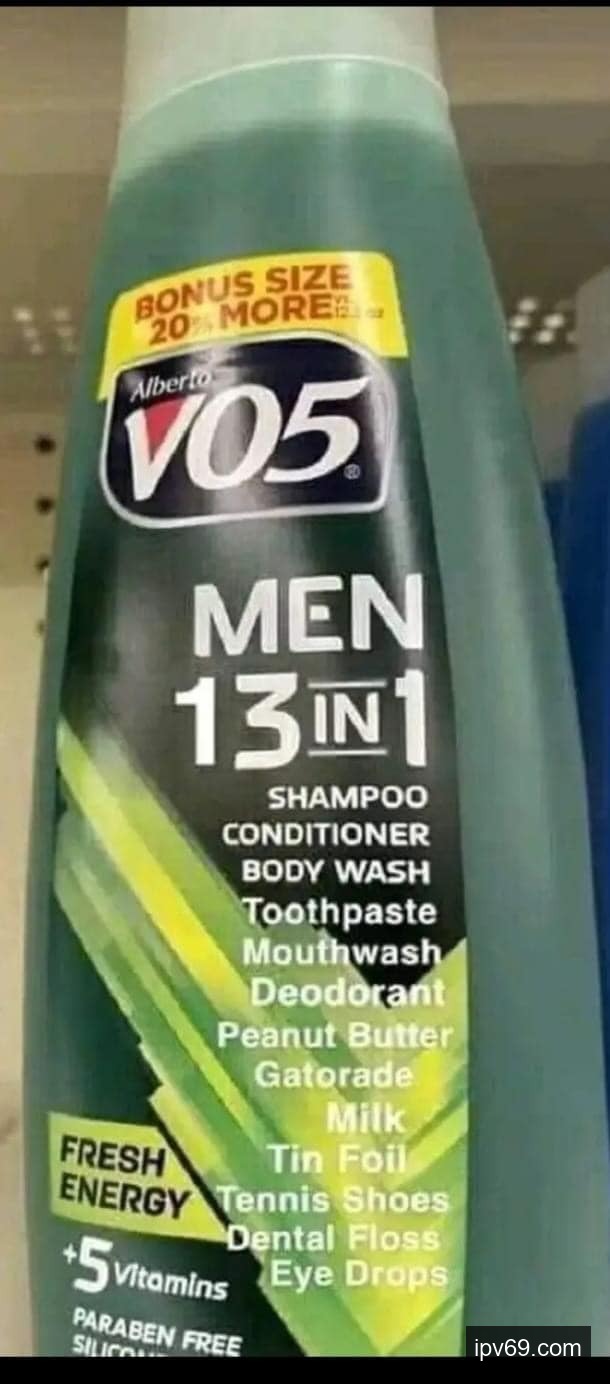 BONUS SIZE
20% MORE
Alberto
VO5®
MEN
13 IN 1
SHAMPOO
CONDITIONER
BODY WASH
Toothpaste
Mouthwash
Deodorant
Peanut Butter
Gatorade
Milk
Tin Foil
Tennis Shoes
Dental Floss
Eye Drops
FRESH
ENERGY
+5 Vitamins
PARABEN FREE
ipv69.com